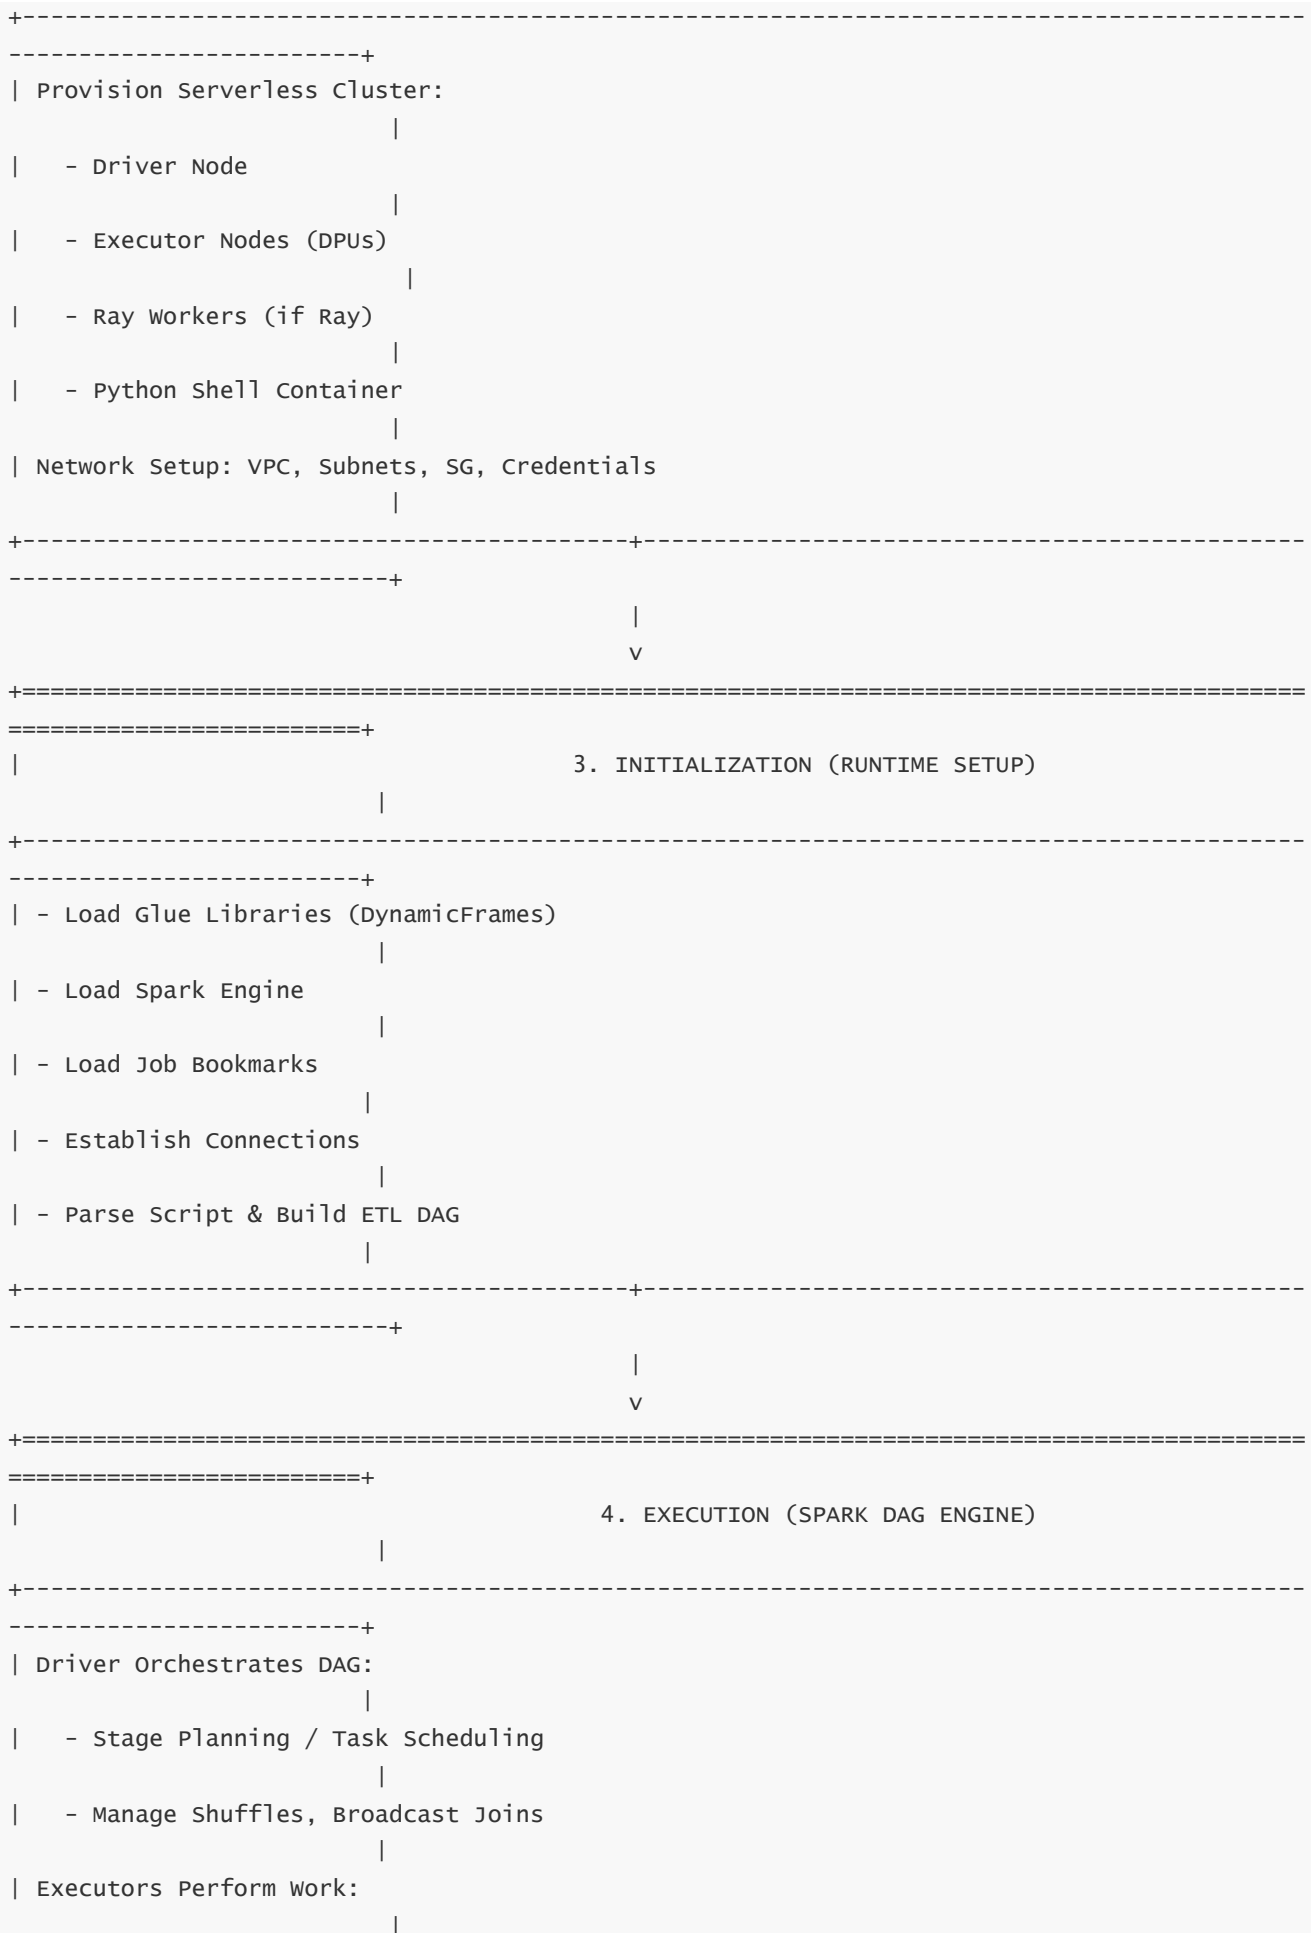 +-------------------------------------------------------------------------------------------
-------------------------+
| Provision Serverless Cluster:
                           |
|   - Driver Node
                           |
|   - Executor Nodes (DPUs)
                            |
|   - Ray Workers (if Ray)
                           |
|   - Python Shell Container
                           |
| Network Setup: VPC, Subnets, SG, Credentials
                           |
+-------------------------------------------+-----------------------------------------------
---------------------------+
                                            |
                                            v
+===========================================================================================
=========================+
|                                       3. INITIALIZATION (RUNTIME SETUP)
                          |
+-------------------------------------------------------------------------------------------
-------------------------+
| - Load Glue Libraries (DynamicFrames)
                          |
| - Load Spark Engine
                          |
| - Load Job Bookmarks
                         |
| - Establish Connections
                          |
| - Parse Script & Build ETL DAG
                         |
+-------------------------------------------+-----------------------------------------------
---------------------------+
                                            |
                                            v
+===========================================================================================
=========================+
|                                         4. EXECUTION (SPARK DAG ENGINE)
                          |
+-------------------------------------------------------------------------------------------
-------------------------+
| Driver Orchestrates DAG:
                         |
|   - Stage Planning / Task Scheduling
                          |
|   - Manage Shuffles, Broadcast Joins
                          |
| Executors Perform Work:
                           |